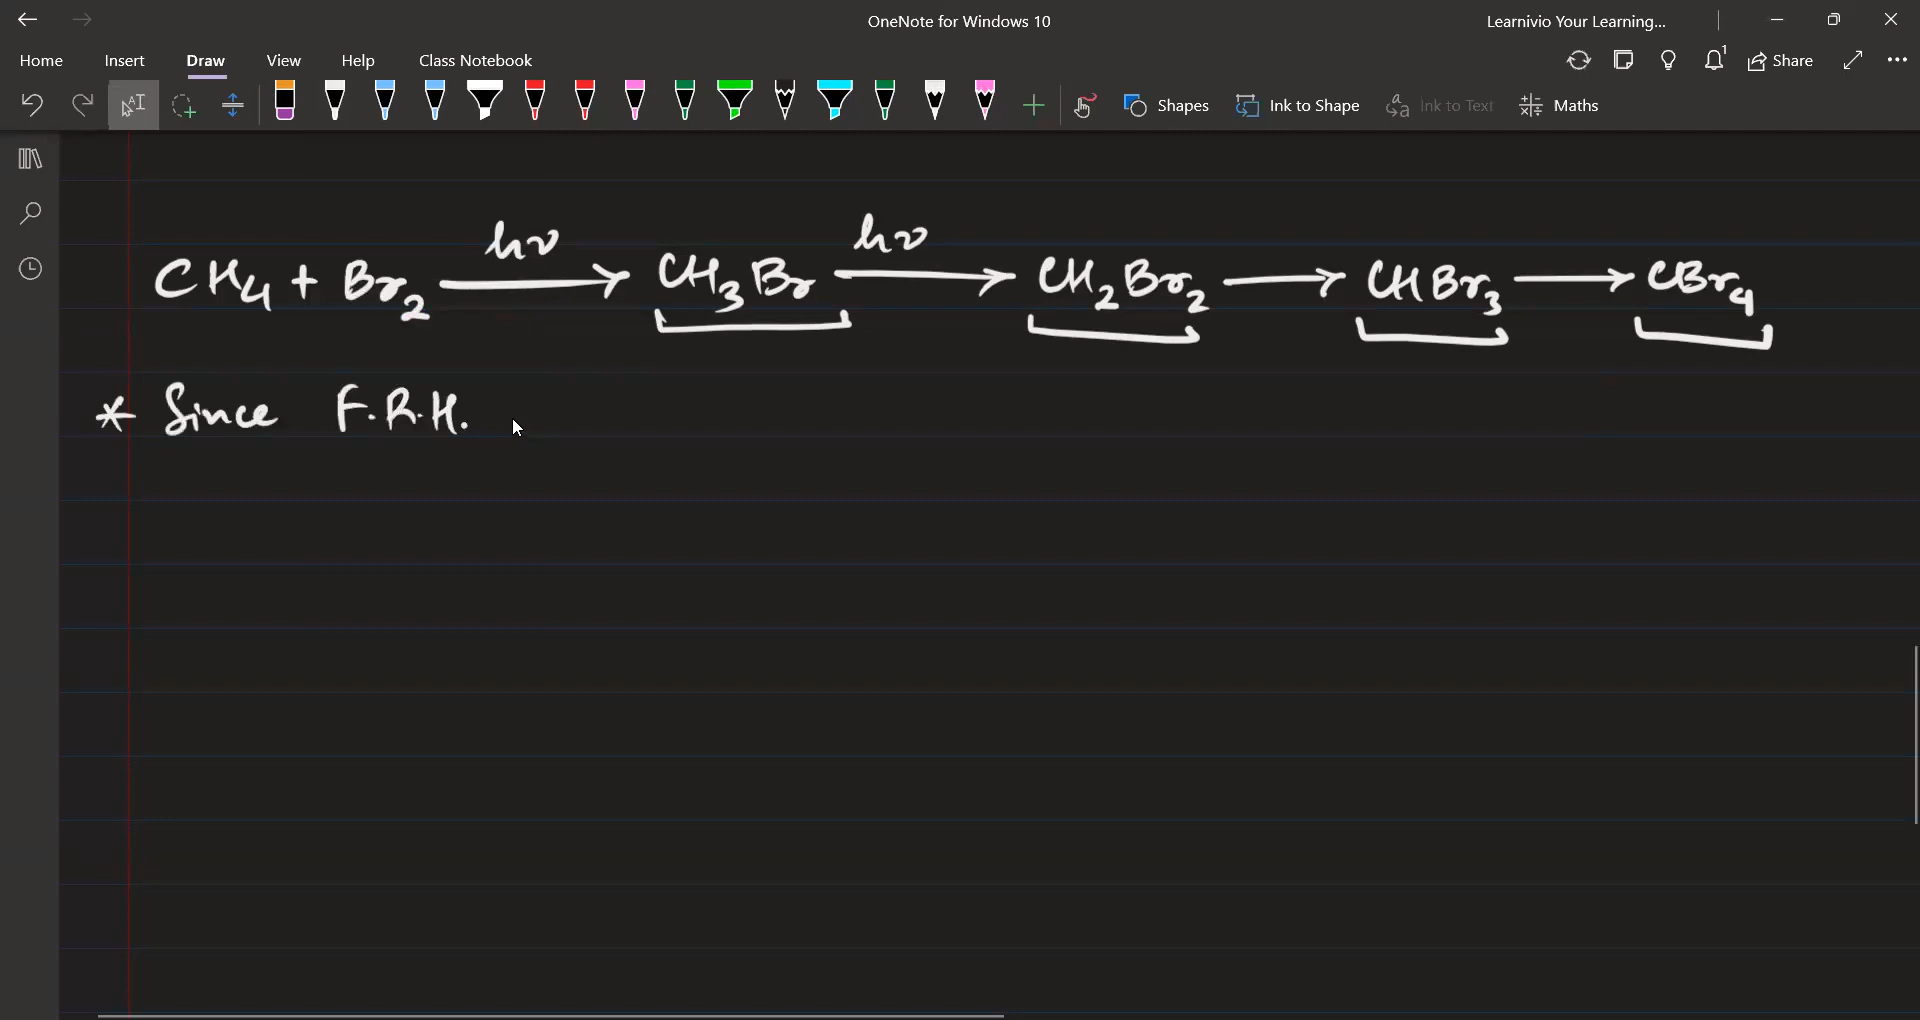 OneNote for Windows 10
Learnivio Your Learning...
Home Insert Draw View Help Class Notebook
1
Share
Shapes Ink to Shape Ink to Text Maths
hν hν
CH₄ + Br₂ ⟶ CH₃Br ⟶ CH₂Br₂ ⟶ CHBr₃ ⟶ CBr₄
* Since F.R.H.